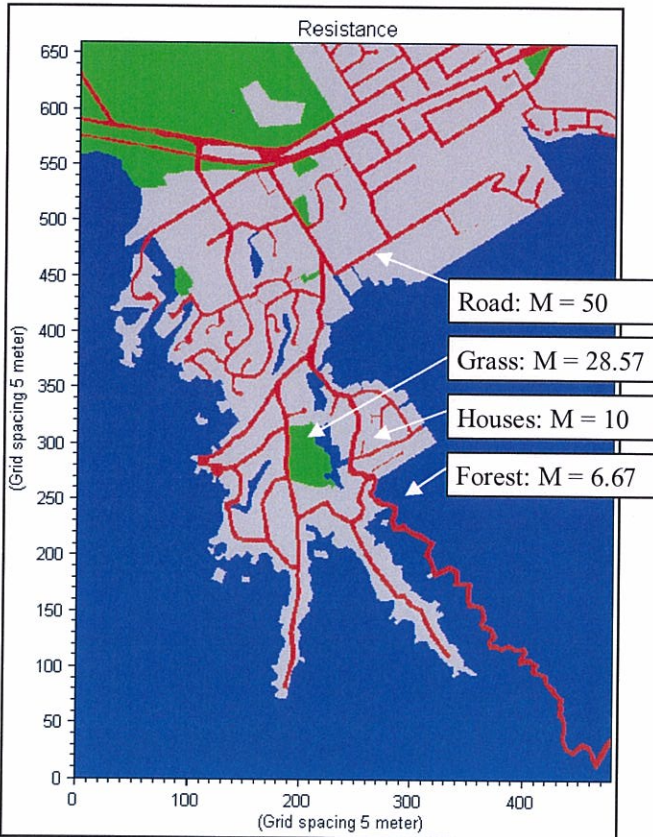 Resistance
650
600
550
500
450
400
350
300
250
200
150
100
50
0
(Grid spacing 5 meter)
Road: M = 50
Grass: M = 28.57
Houses: M = 10
Forest: M = 6.67
0 100 200 300 400
(Grid spacing 5 meter)